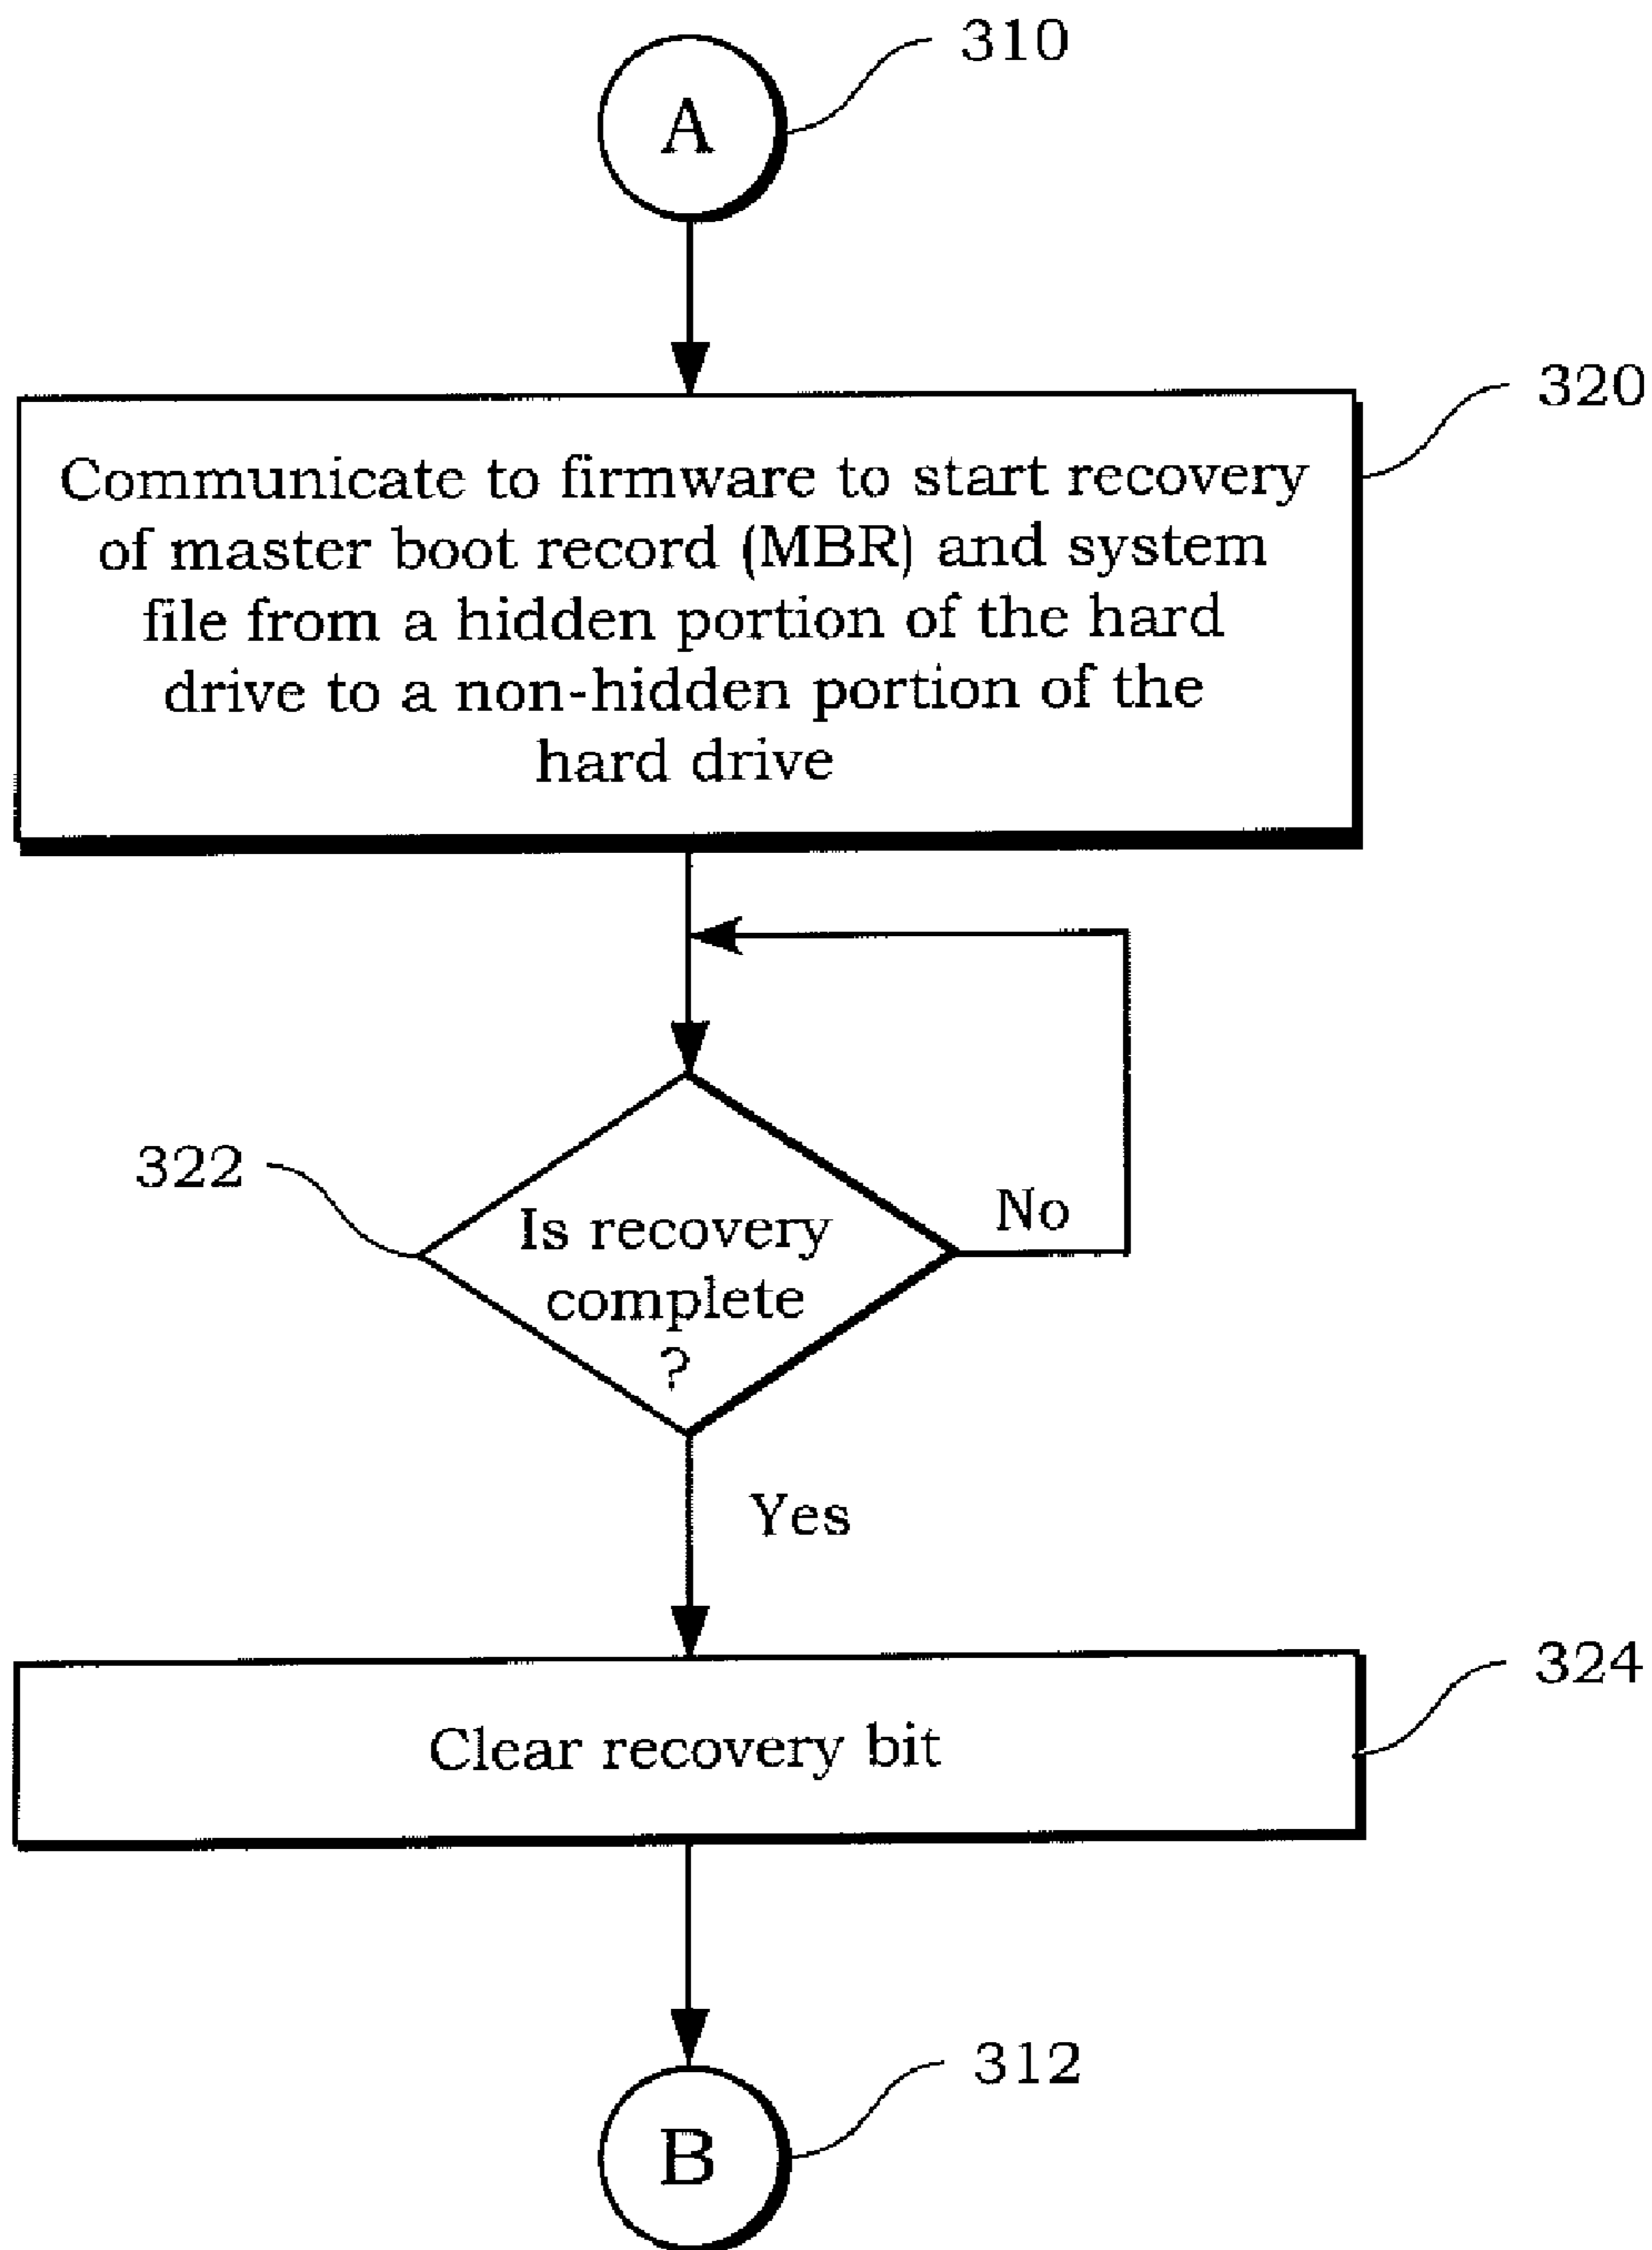 310
A
320
Communicate to firmware to start recovery
of master boot record (MBR) and system
file from a hidden portion of the hard
drive to a non-hidden portion of the
hard drive
322
No
Is recovery
complete
?
Yes
324
Clear recovery bit
312
B